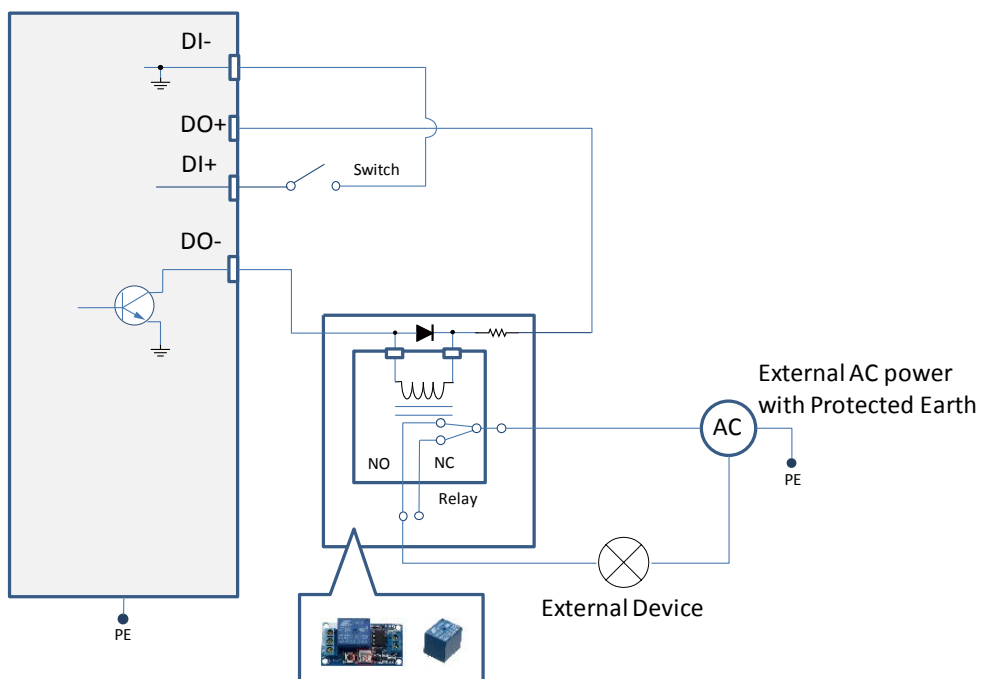 DI-
DO+
DI+
Switch
DO-
External AC power
with Protected Earth
AC
NO
NC
PE
Relay
External Device
PE